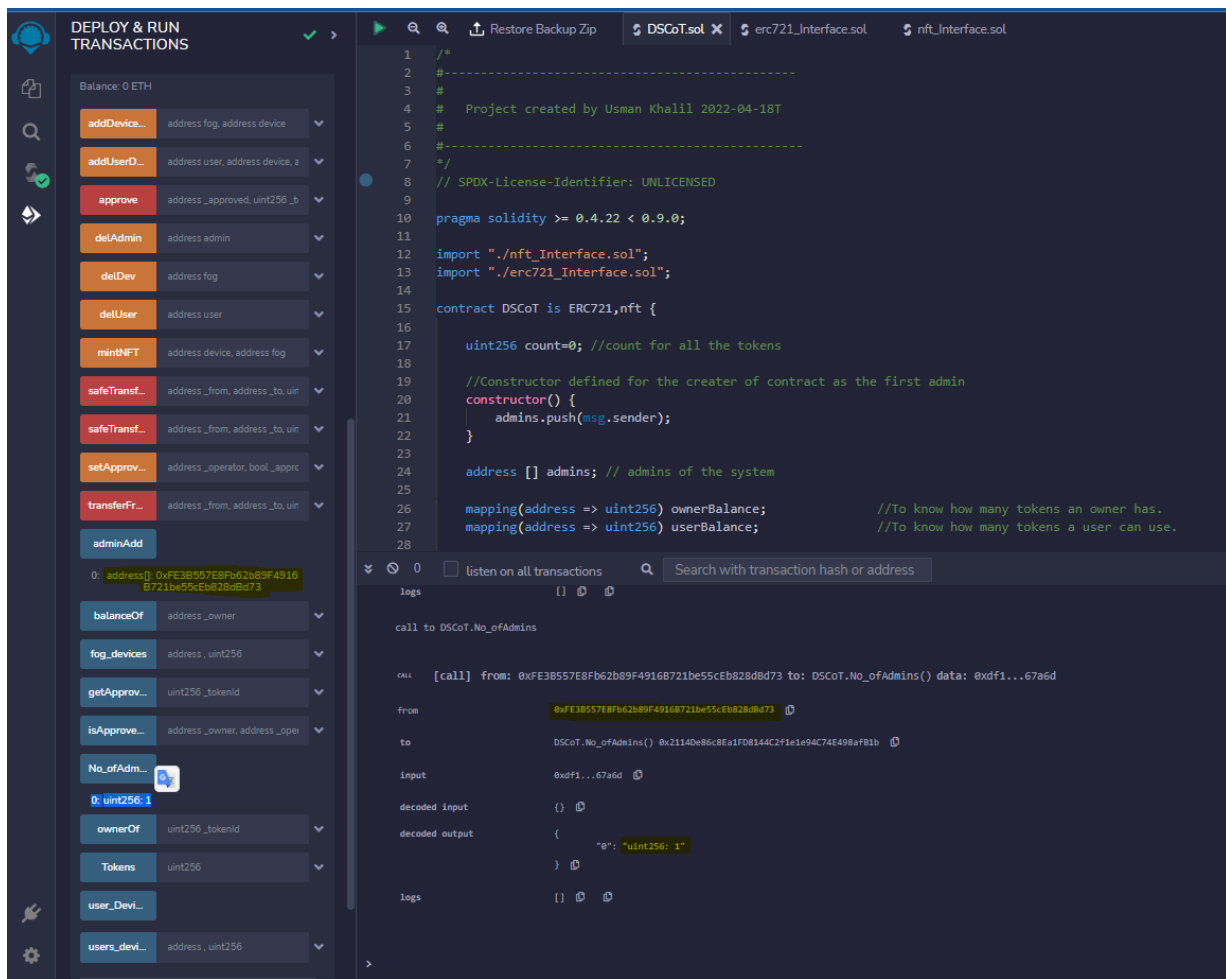 DEPLOY & RUN
TRANSACTIONS
Balance: 0 ETH
addDevice... address fog, address device
addUserD... address user, address device, a
approve address _approved, uint256 _t
delAdmin address admin
delDev address fog
delUser address user
mintNFT address device, address fog
safeTransf... address _from, address _to, uin
safeTransf... address _from, address _to, uin
setApprov... address _operator, bool _appro
transferFr... address _from, address _to, uin
adminAdd
0: address[]: 0xFE3B557E8Fb62b89F4916
B721be55cEb828dBd73
balanceOf address _owner
fog_devices address , uint256
getApprov... uint256 _tokenId
isApprove... address _owner, address _oper
No_ofAdm...
0: uint256: 1
ownerOf uint256 _tokenId
Tokens uint256
user_Devi...
users_devi... address , uint256
Restore Backup Zip DSCoT.sol erc721_Interface.sol nft_Interface.sol
1 /*
2 #------------------------------------------------
3 #
4 # Project created by Usman Khalil 2022-04-18T
5 #
6 #-------------------------------------------------
7 */
8 // SPDX-License-Identifier: UNLICENSED
9
10 pragma solidity >= 0.4.22 < 0.9.0;
11
12 import "./nft_Interface.sol";
13 import "./erc721_Interface.sol";
14
15 contract DSCoT is ERC721,nft {
16
17 uint256 count=0; //count for all the tokens
18
19 //Constructor defined for the creater of contract as the first admin
20 constructor() {
21 admins.push(msg.sender);
22 }
23
24 address [] admins; // admins of the system
25
26 mapping(address => uint256) ownerBalance; //To know how many tokens an owner has.
27 mapping(address => uint256) userBalance; //To know how many tokens a user can use.
28
0 listen on all transactions Search with transaction hash or address
logs []
call to DSCoT.No_ofAdmins
CALL [call] from: 0xFE3B557E8Fb62b89F4916B721be55cEb828dBd73 to: DSCoT.No_ofAdmins() data: 0xdf1...67a6d
from 0xFE3B557E8Fb62b89F4916B721be55cEb828dBd73
to DSCoT.No_ofAdmins() 0x2114De86c8Ea1FD8144C2f1e1e94C74E498afB1b
input 0xdf1...67a6d
decoded input {}
decoded output {
"0": "uint256: 1"
}
logs []
>